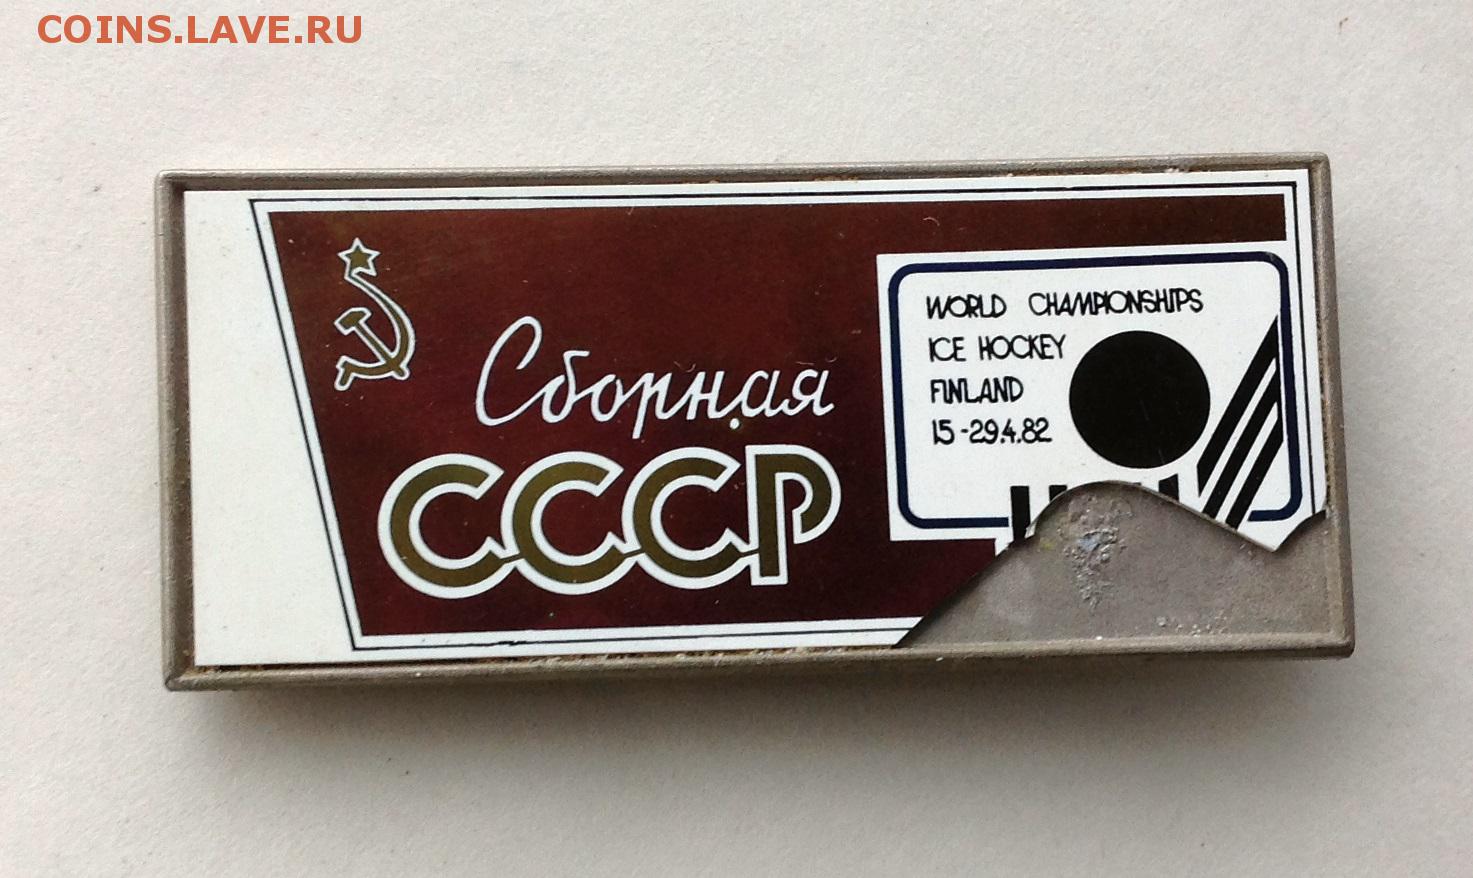 COINS.LAVE.RU
Сборная
СССР
WORLD CHAMPIONSHIPS
ICE HOCKEY
FINLAND
15-29.4.82